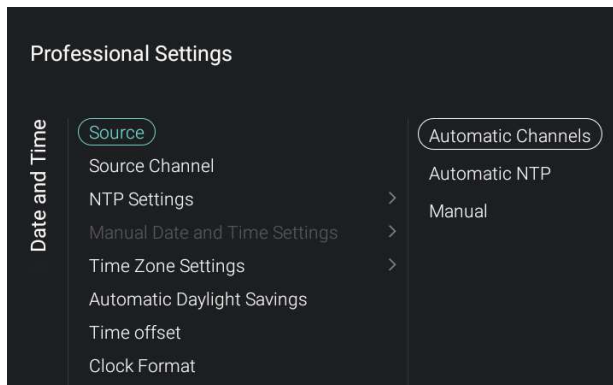 Professional Settings
Date and Time
Source
Source Channel
NTP Settings
Manual Date and Time Settings
Time Zone Settings
Automatic Daylight Savings
Time offset
Clock Format
Automatic Channels
Automatic NTP
Manual